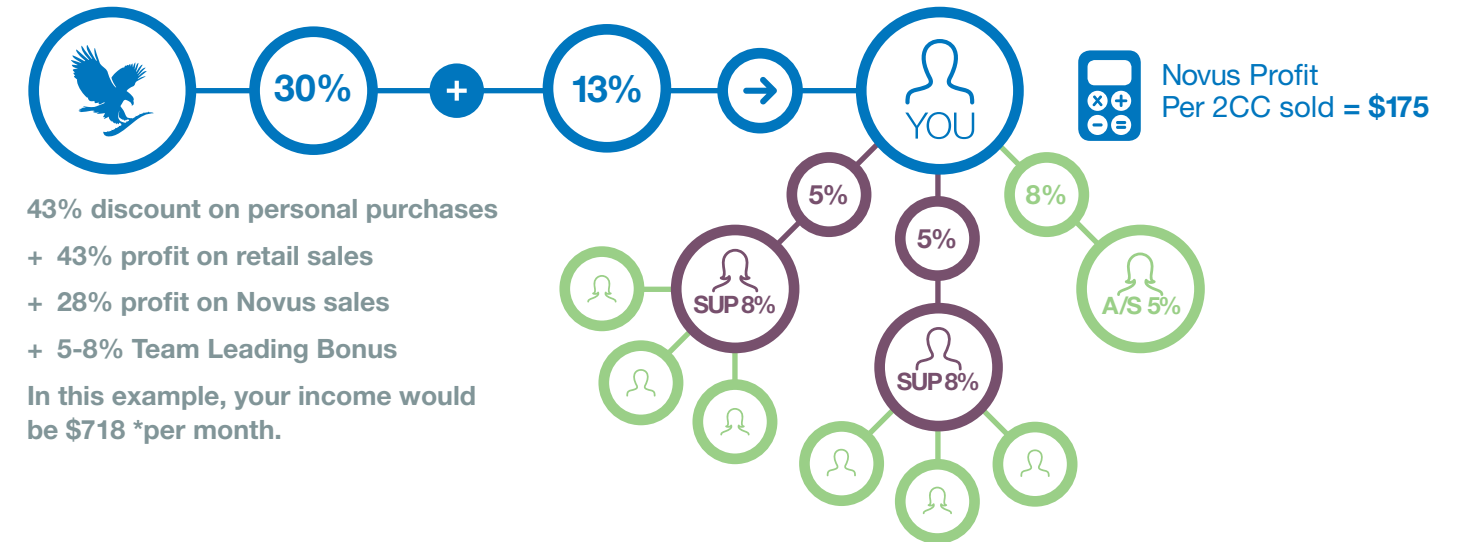 30%
+
13%
YOU
Novus Profit
Per 2CC sold = $175
43% discount on personal purchases
+ 43% profit on retail sales
+ 28% profit on Novus sales
+ 5-8% Team Leading Bonus
In this example, your income would
be $718 *per month.
5%
5%
8%
SUP 8%
SUP 8%
A/S 5%